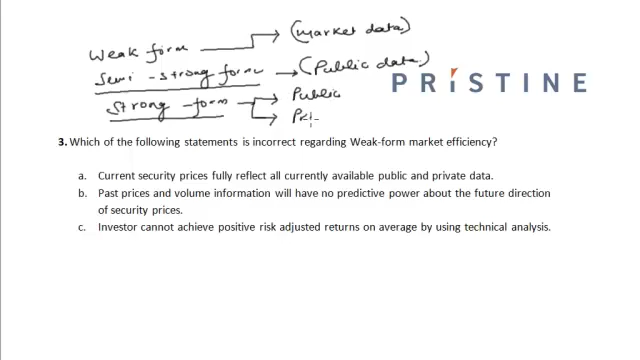 Weak form (Market data)
Semi-strong form (Public data)
Strong-form Public
Pri
PRiSTINE
3. Which of the following statements is incorrect regarding Weak-form market efficiency?
a. Current security prices fully reflect all currently available public and private data.
b. Past prices and volume information will have no predictive power about the future direction
of security prices.
c. Investor cannot achieve positive risk adjusted returns on average by using technical analysis.